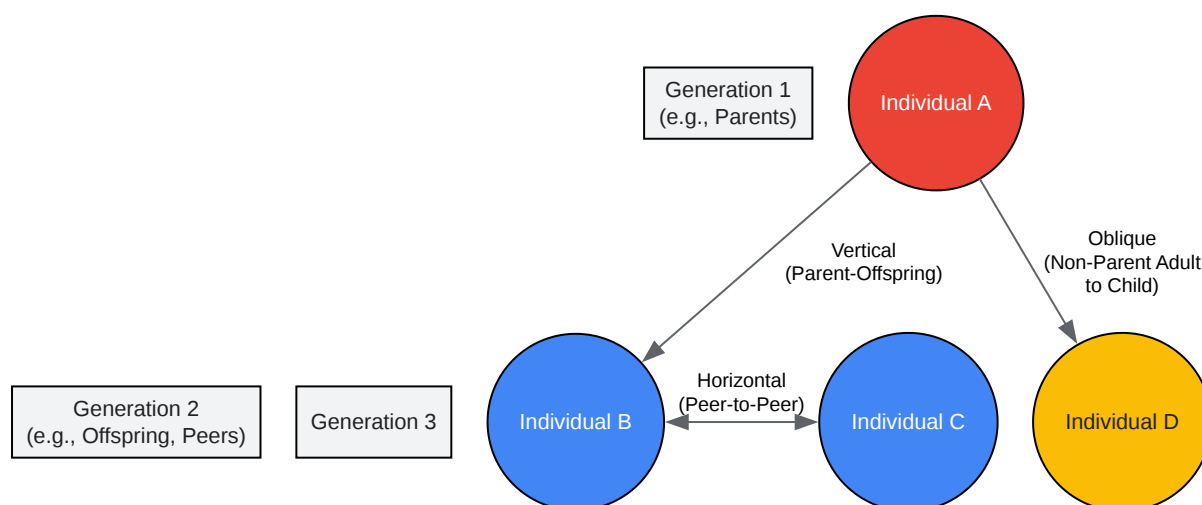 Generation 1
(e.g., Parents)
Individual A
Vertical
(Parent-Offspring)
Oblique
(Non-Parent Adult
to Child)
Generation 2
(e.g., Offspring, Peers)
Generation 3
Individual B
Horizontal
(Peer-to-Peer)
Individual C
Individual D